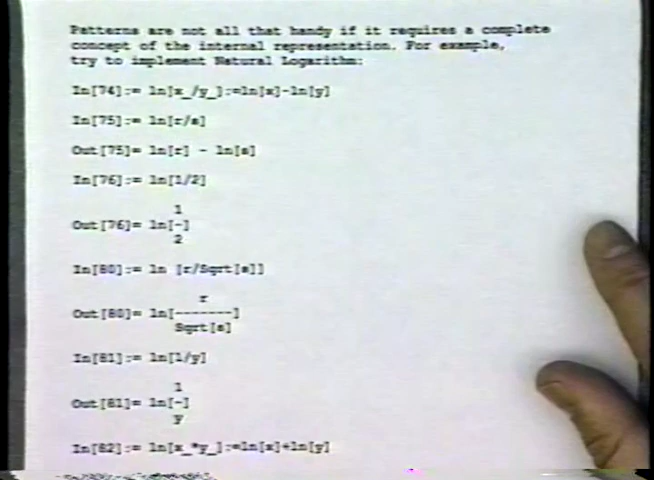 Patterns are not all that handy if it requires a complete
concept of the internal representation. For example,
try to implement Natural Logarithm:
In[74]:= ln[x_/y_]:=ln[x]-ln[y]
In[75]:= ln[r/s]
Out[75]= ln[r] - ln[s]
In[76]:= ln[1/2]
1
Out[76]= ln[-]
2
In[80]:= ln [r/Sqrt[s]]
r
Out[80]= ln[-------]
Sqrt[s]
In[81]:= ln[1/y]
1
Out[81]= ln[-]
y
In[82]:= ln[x_*y_]:=ln[x]+ln[y]